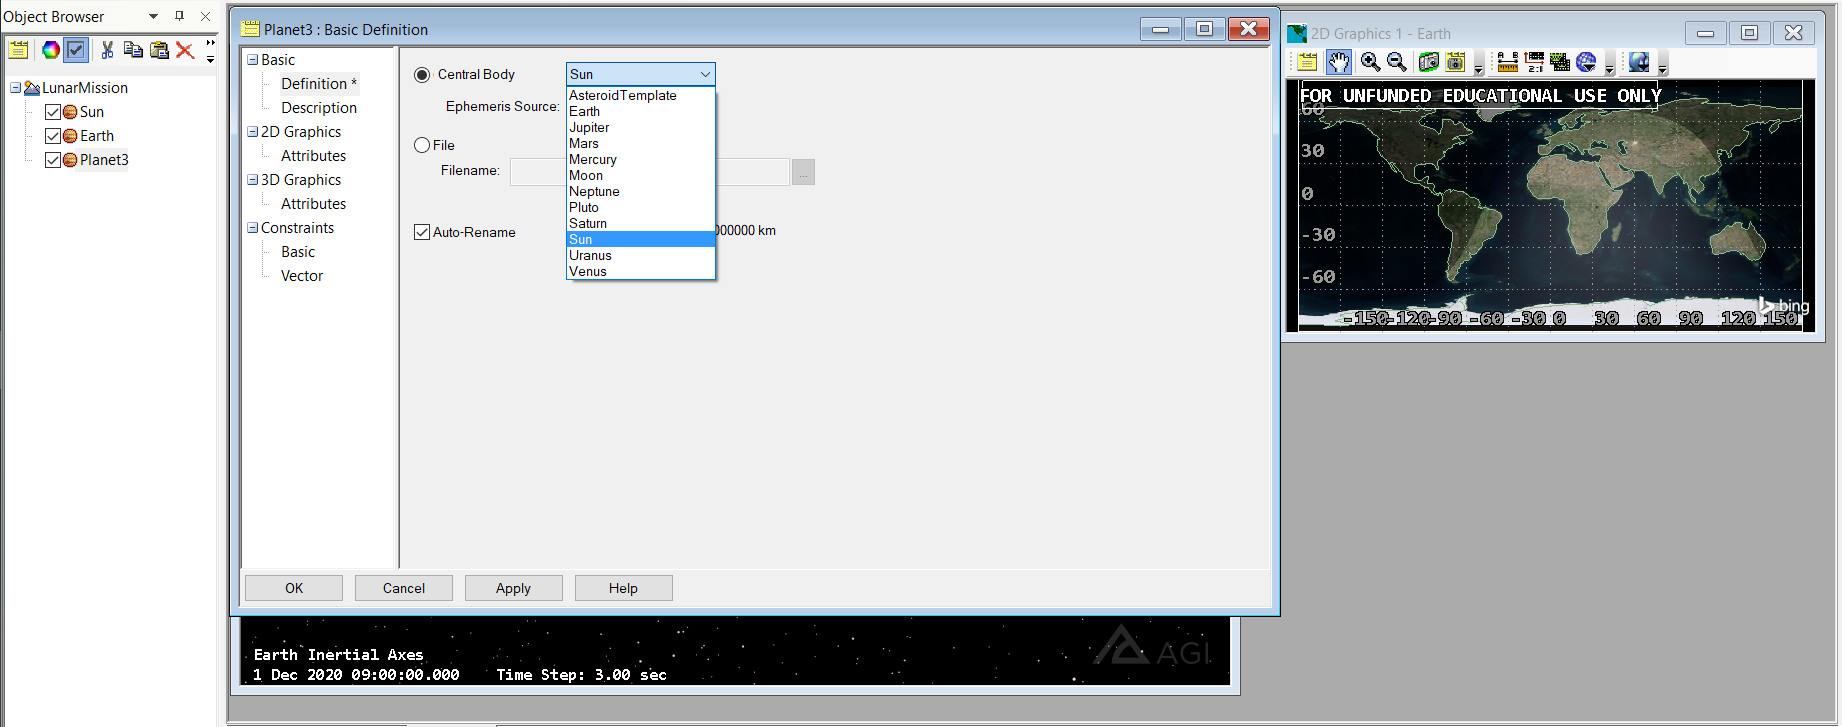 Object Browser
LunarMission
Sun
Earth
Planet3
Planet3 : Basic Definition
Basic
Definition *
Description
2D Graphics
Attributes
3D Graphics
Attributes
Constraints
Basic
Vector
Central Body
Sun
Ephemeris Source:
AsteroidTemplate
Earth
Jupiter
Mars
Mercury
Moon
Neptune
Pluto
Saturn
Sun
Uranus
Venus
File
Filename:
...
Auto-Rename
000000 km
OK
Cancel
Apply
Help
Earth Inertial Axes
1 Dec 2020 09:00:00.000 Time Step: 3.00 sec
AGI
2D Graphics 1 - Earth
A B
2:1
FOR UNFUNDED EDUCATIONAL USE ONLY
60
30
0
-30
-60
bing
-150 -120 -90 -60 -30 0 30 60 90 120 150